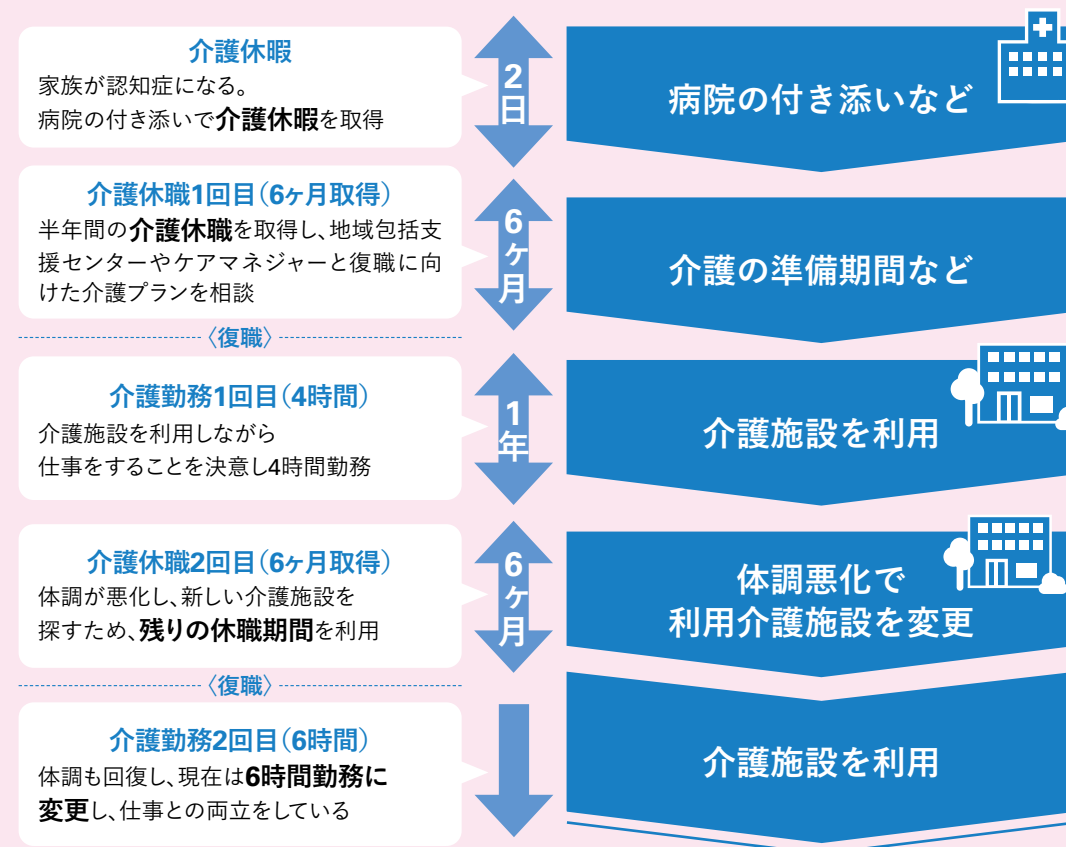 介護休暇
家族が認知症になる。
病院の付き添いで介護休暇を取得
2日
病院の付き添いなど
介護休職1回目(6ヶ月取得)
半年間の介護休職を取得し、地域包括支
援センターやケアマネジャーと復職に向
けた介護プランを相談
6ヶ月
介護の準備期間など
〈復職〉
介護勤務1回目(4時間)
介護施設を利用しながら
仕事をすることを決意し4時間勤務
1年
介護施設を利用
介護休職2回目(6ヶ月取得)
体調が悪化し、新しい介護施設を
探すため、残りの休職期間を利用
6ヶ月
体調悪化で
利用介護施設を変更
〈復職〉
介護勤務2回目(6時間)
体調も回復し、現在は6時間勤務に
変更し、仕事との両立をしている
介護施設を利用